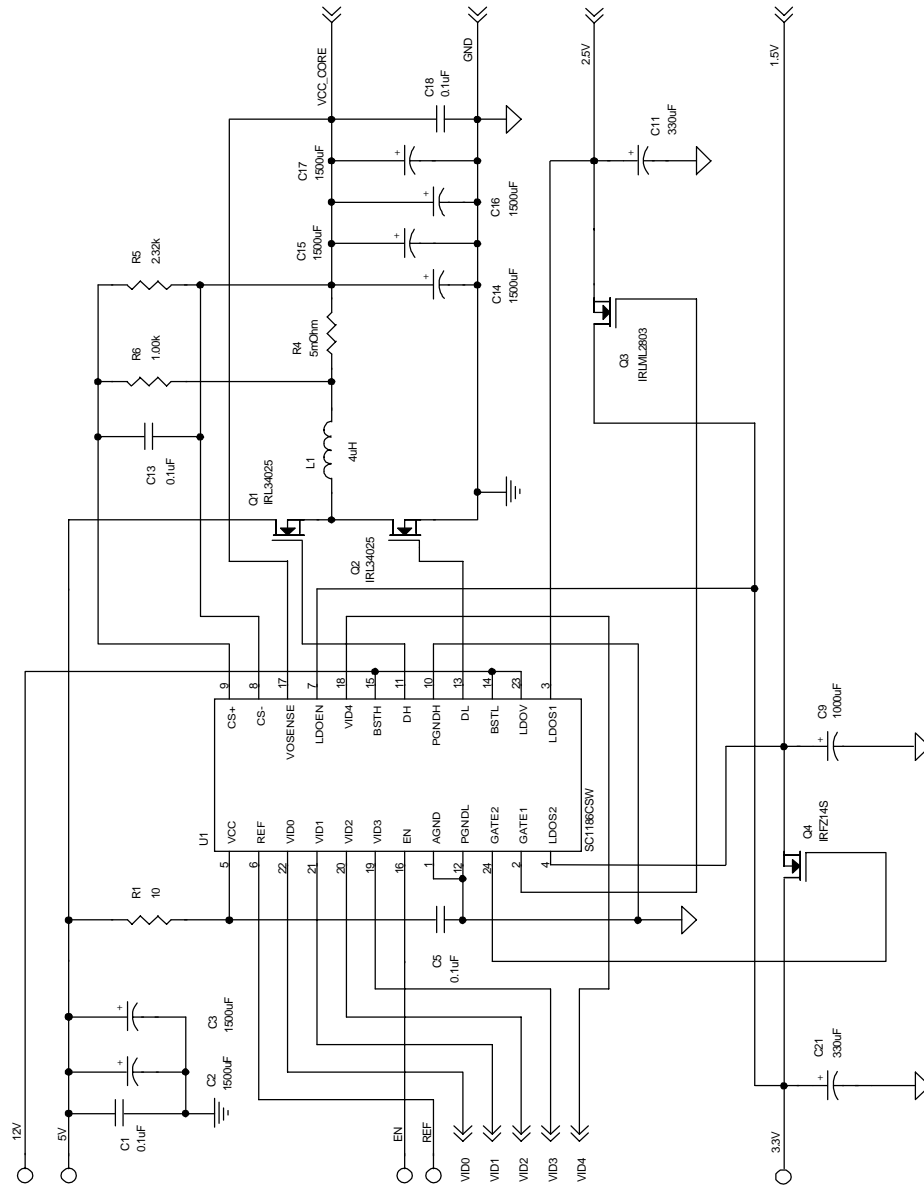 12V
5V
C1
0.1uF
C2
1500uF
C3
1500uF
R1
10
C5
0.1uF
EN
REF
VID0
VID1
VID2
VID3
VID4
3.3V
C21
330uF
U1
5 VCC
6 REF
22 VID0
21 VID1
20 VID2
19 VID3
16 EN
1 AGND
12 PGNDL
24 GATE2
2 GATE1
4 LDOS2
CS+ 9
CS- 8
VOSENSE 17
LDOEN 7
VID4 18
BSTH 15
DH 11
PGNDH 10
DL 13
BSTL 14
LDOV 23
LDOS1 3
SC1186CSW
Q4
IRFZ14S
C9
1000uF
Q1
IRL34025
Q2
IRL34025
C13
0.1uF
R6
1.00k
R5
2.32k
L1
4uH
R4
5mOhm
C14
1500uF
C15
1500uF
C16
1500uF
C17
1500uF
C18
0.1uF
Q3
IRLML2803
C11
330uF
VCC_CORE
GND
2.5V
1.5V